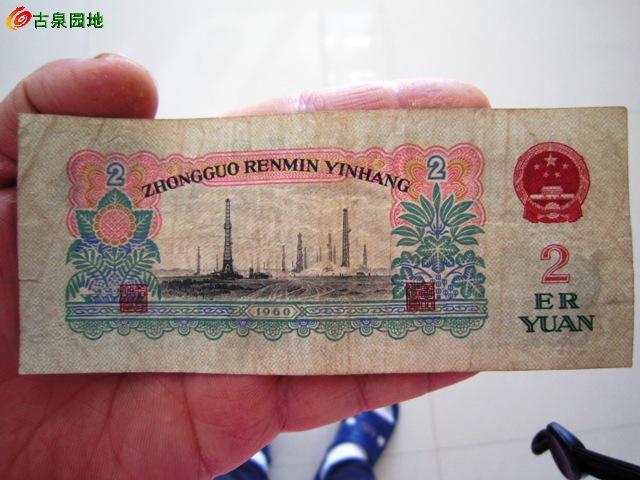 古泉园地
2
2
ZHONGGUO RENMIN YINHANG
2
ER
YUAN
1960